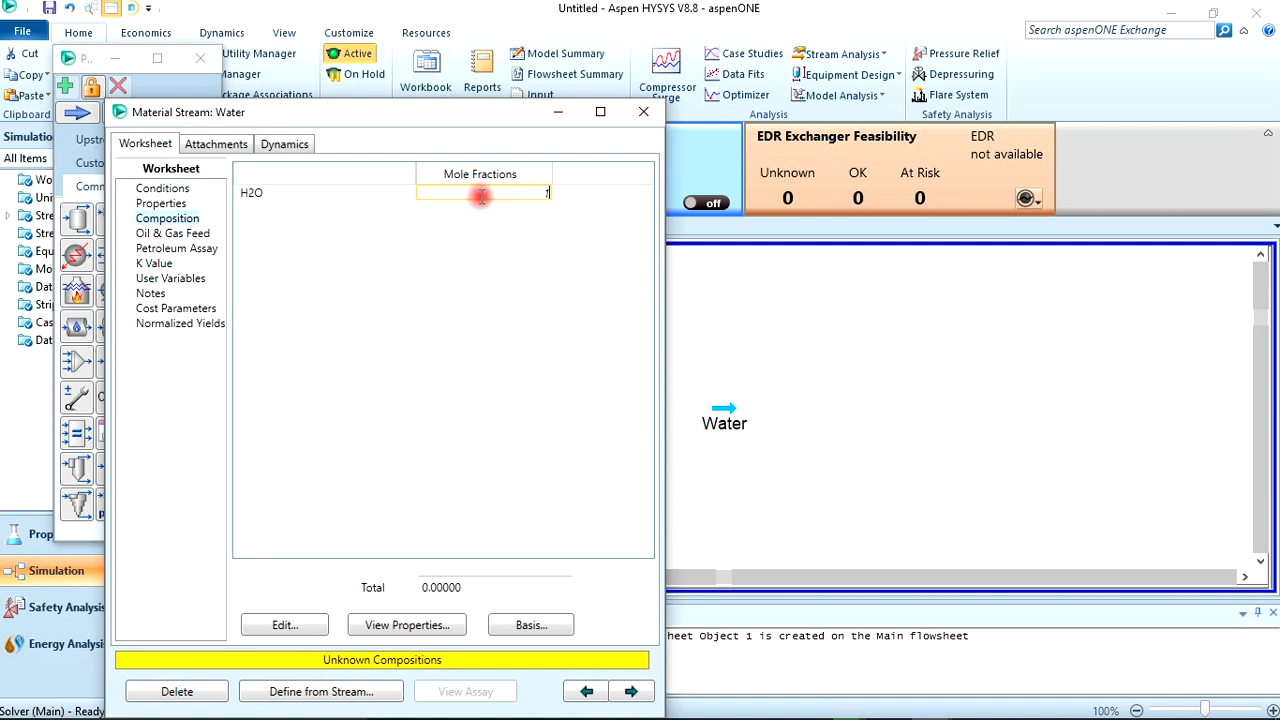 Untitled - Aspen HYSYS V8.8 - aspenONE
File
Home
Economics
Dynamics
View
Customize
Resources
Search aspenONE Exchange
Cut
Copy
Paste
Clipboard
P..
Utility Manager
Manager
Package Associations
Active
On Hold
Workbook
Reports
Model Summary
Flowsheet Summary
Input
Compressor
Surge
Case Studies
Data Fits
Optimizer
Stream Analysis
Equipment Design
Model Analysis
Analysis
Pressure Relief
Depressuring
Flare System
Safety Analysis
Simulation
All Items
Upstr
Custo
Comm
Wo
Uni
Stre
Stre
Equ
Mo
Dat
Strip
Cas
Dat
Material Stream: Water
Worksheet
Attachments
Dynamics
Worksheet
Conditions
Properties
Composition
Oil & Gas Feed
Petroleum Assay
K Value
User Variables
Notes
Cost Parameters
Normalized Yields
Mole Fractions
H2O
1
Total
0.00000
Edit...
View Properties...
Basis...
Unknown Compositions
Delete
Define from Stream...
View Assay
off
EDR Exchanger Feasibility
EDR
not available
Unknown
OK
At Risk
0
0
0
Water
Prop
Simulation
Safety Analysis
Energy Analysis
heet Object 1 is created on the Main flowsheet
Solver (Main) - Ready
100%